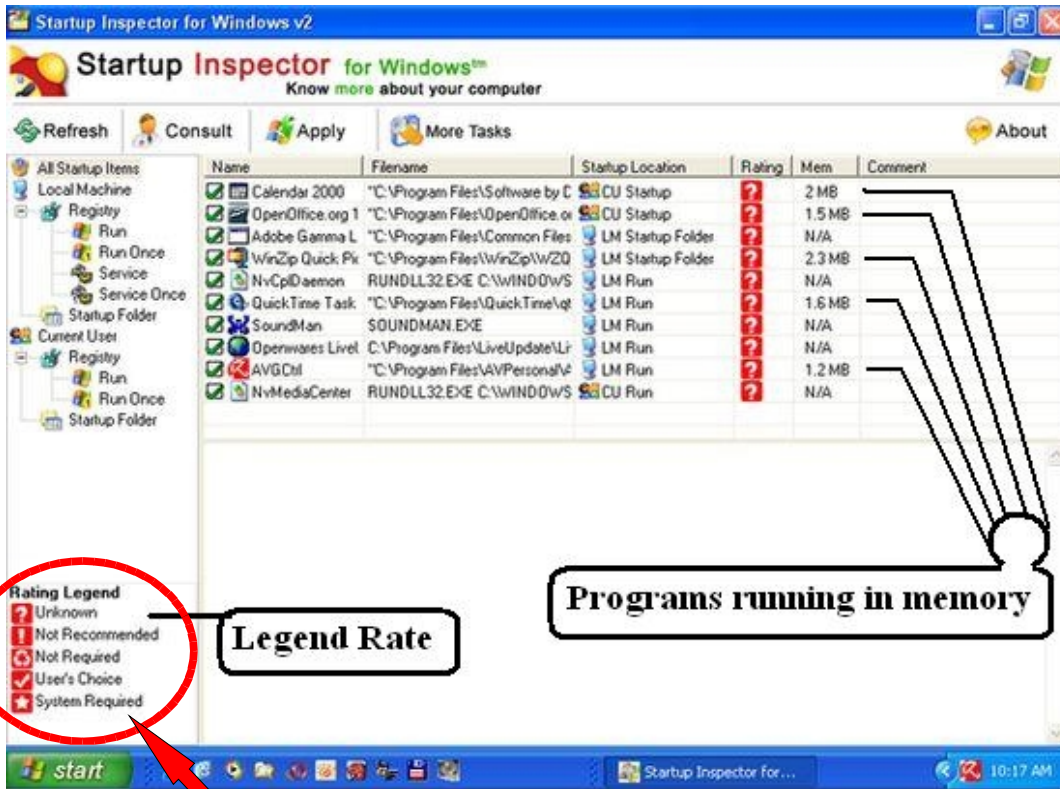 Startup Inspector for Windows v2
Startup Inspector for Windows™
Know more about your computer
Refresh Consult Apply More Tasks About
All Startup Items
Local Machine
Registry
Run
Run Once
Service
Service Once
Startup Folder
Current User
Registry
Run
Run Once
Startup Folder
Name Filename Startup Location Rating Mem Comment
Calendar 2000 "C:\Program Files\Software by D CU Startup ? 2 MB
OpenOffice.org 1 "C:\Program Files\OpenOffice.or CU Startup ? 1.5 MB
Adobe Gamma L "C:\Program Files\Common Files LM Startup Folder ? N/A
WinZip Quick Pic "C:\Program Files\WinZip\WZQ LM Startup Folder ? 2.3 MB
NvCplDaemon RUNDLL32.EXE C:\WINDOWS LM Run ? N/A
QuickTime Task "C:\Program Files\QuickTime\qt LM Run ? 1.6 MB
SoundMan SOUNDMAN.EXE LM Run ? N/A
Openwares LiveU C:\Program Files\LiveUpdate\Li LM Run ? N/A
AVGCtrl "C:\Program Files\AVPersonal\A LM Run ? 1.2 MB
NvMediaCenter RUNDLL32.EXE C:\WINDOWS CU Run ? N/A
Programs running in memory
Rating Legend
? Unknown
! Not Recommended
Not Required
User's Choice
System Required
Legend Rate
start
Startup Inspector for...
10:17 AM